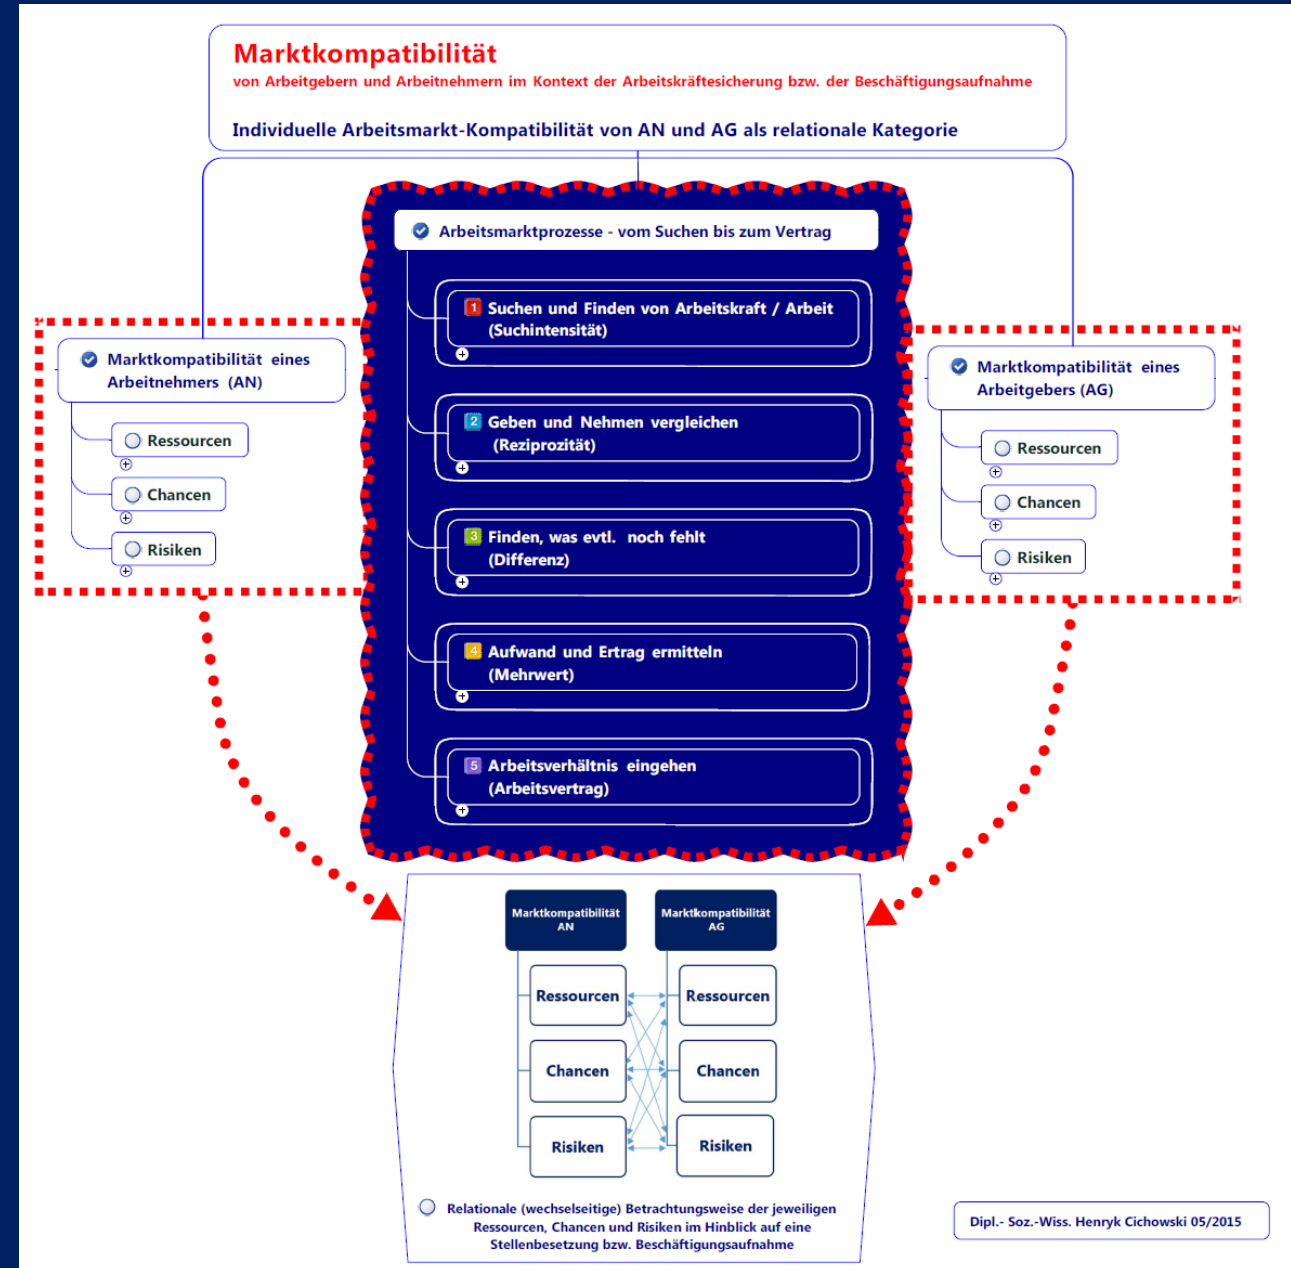 Marktkompatibilität
von Arbeitgebern und Arbeitnehmern im Kontext der Arbeitskräftesicherung bzw. der Beschäftigungsaufnahme
Individuelle Arbeitsmarkt-Kompatibilität von AN und AG als relationale Kategorie
Marktkompatibilität eines
Arbeitnehmers (AN)
Ressourcen
Chancen
Risiken
Arbeitsmarktprozesse - vom Suchen bis zum Vertrag
1 Suchen und Finden von Arbeitskraft / Arbeit
(Suchintensität)
2 Geben und Nehmen vergleichen
(Reziprozität)
3 Finden, was evtl. noch fehlt
(Differenz)
4 Aufwand und Ertrag ermitteln
(Mehrwert)
5 Arbeitsverhältnis eingehen
(Arbeitsvertrag)
Marktkompatibilität eines
Arbeitgebers (AG)
Ressourcen
Chancen
Risiken
Marktkompatibilität
AN
Ressourcen
Chancen
Risiken
Marktkompatibilität
AG
Ressourcen
Chancen
Risiken
Relationale (wechselseitige) Betrachtungsweise der jeweiligen
Ressourcen, Chancen und Risiken im Hinblick auf eine
Stellenbesetzung bzw. Beschäftigungsaufnahme
Dipl.- Soz.-Wiss. Henryk Cichowski 05/2015